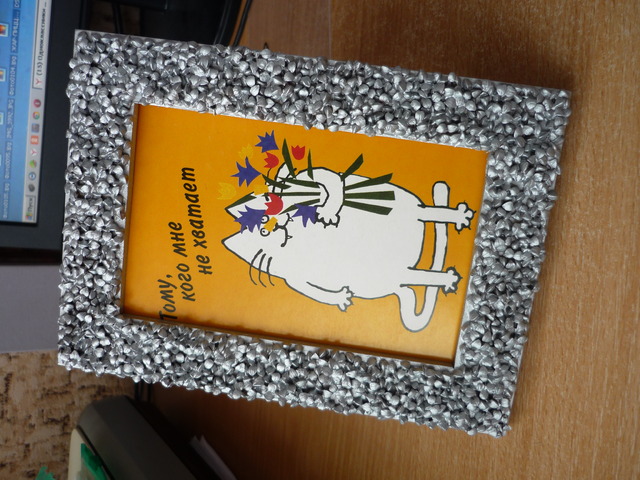 Тому,
кого мне
не хватает